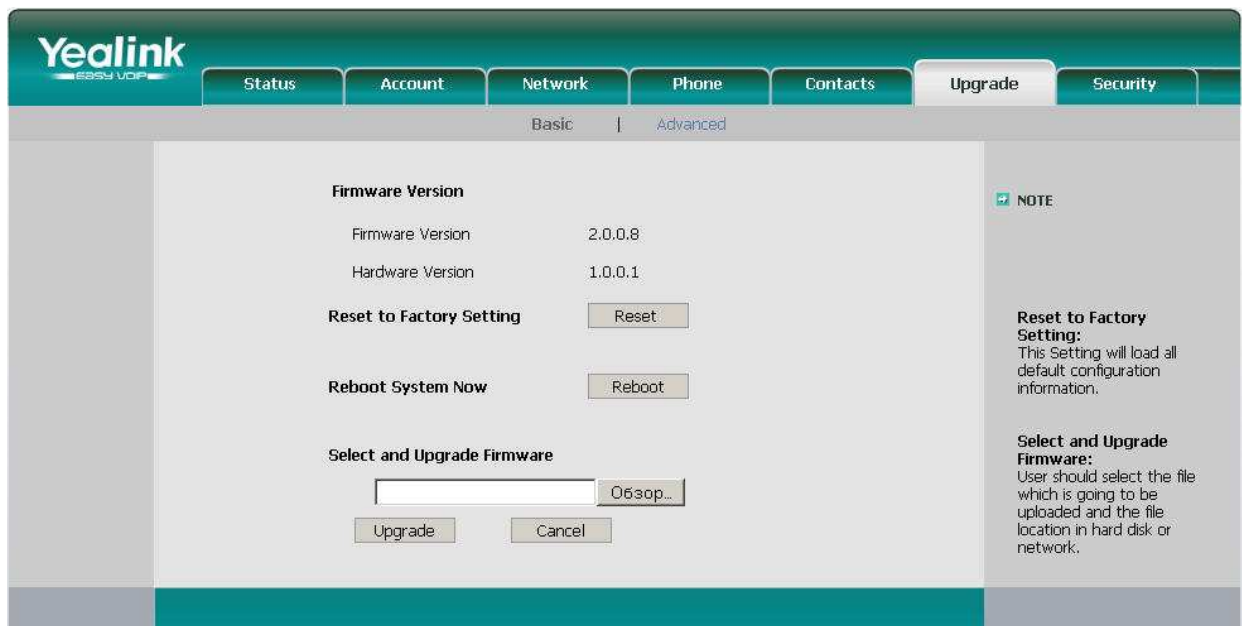 Yealink
EASY VOIP
Status Account Network Phone Contacts Upgrade Security
Basic | Advanced
Firmware Version
Firmware Version 2.0.0.8
Hardware Version 1.0.0.1
Reset to Factory Setting Reset
Reboot System Now Reboot
Select and Upgrade Firmware
Обзор...
Upgrade Cancel
NOTE
Reset to Factory
Setting:
This Setting will load all
default configuration
information.
Select and Upgrade
Firmware:
User should select the file
which is going to be
uploaded and the file
location in hard disk or
network.